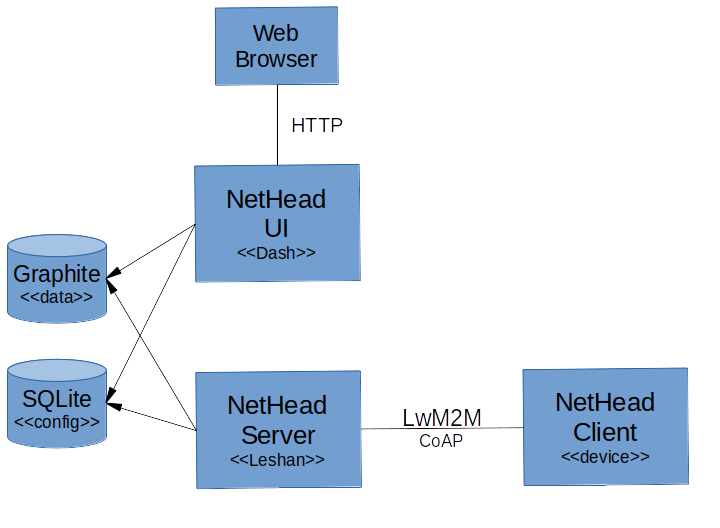 Web
Browser
HTTP
NetHead
UI
<<Dash>>
Graphite
<<data>>
SQLite
<<config>>
NetHead
Server
<<Leshan>>
LwM2M
CoAP
NetHead
Client
<<device>>